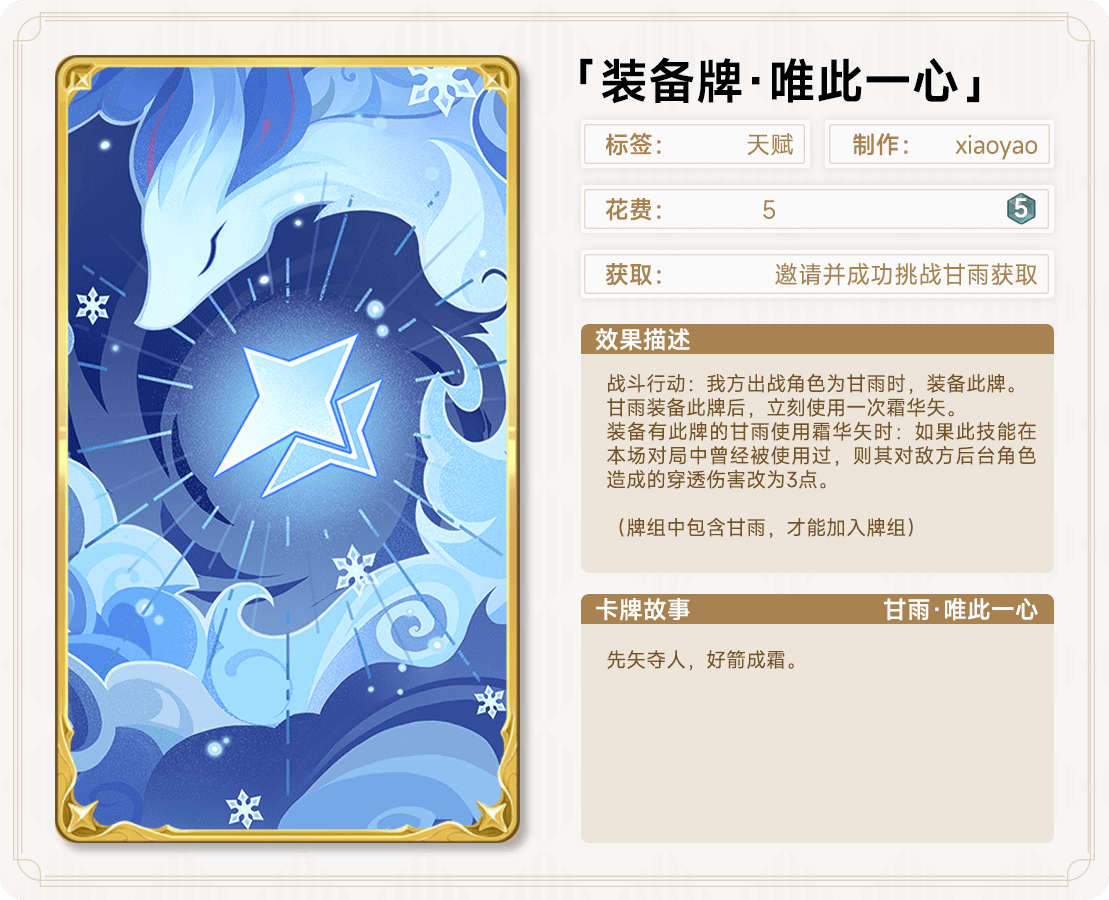 「装备牌·唯此一心」
标签： 天赋
制作： xiaoyao
花费： 5 5
获取： 邀请并成功挑战甘雨获取
效果描述
战斗行动：我方出战角色为甘雨时，装备此牌。
甘雨装备此牌后，立刻使用一次霜华矢。
装备有此牌的甘雨使用霜华矢时：如果此技能在
本场对局中曾经被使用过，则其对敌方后台角色
造成的穿透伤害改为3点。
（牌组中包含甘雨，才能加入牌组）
卡牌故事 甘雨·唯此一心
先矢夺人，好箭成霜。